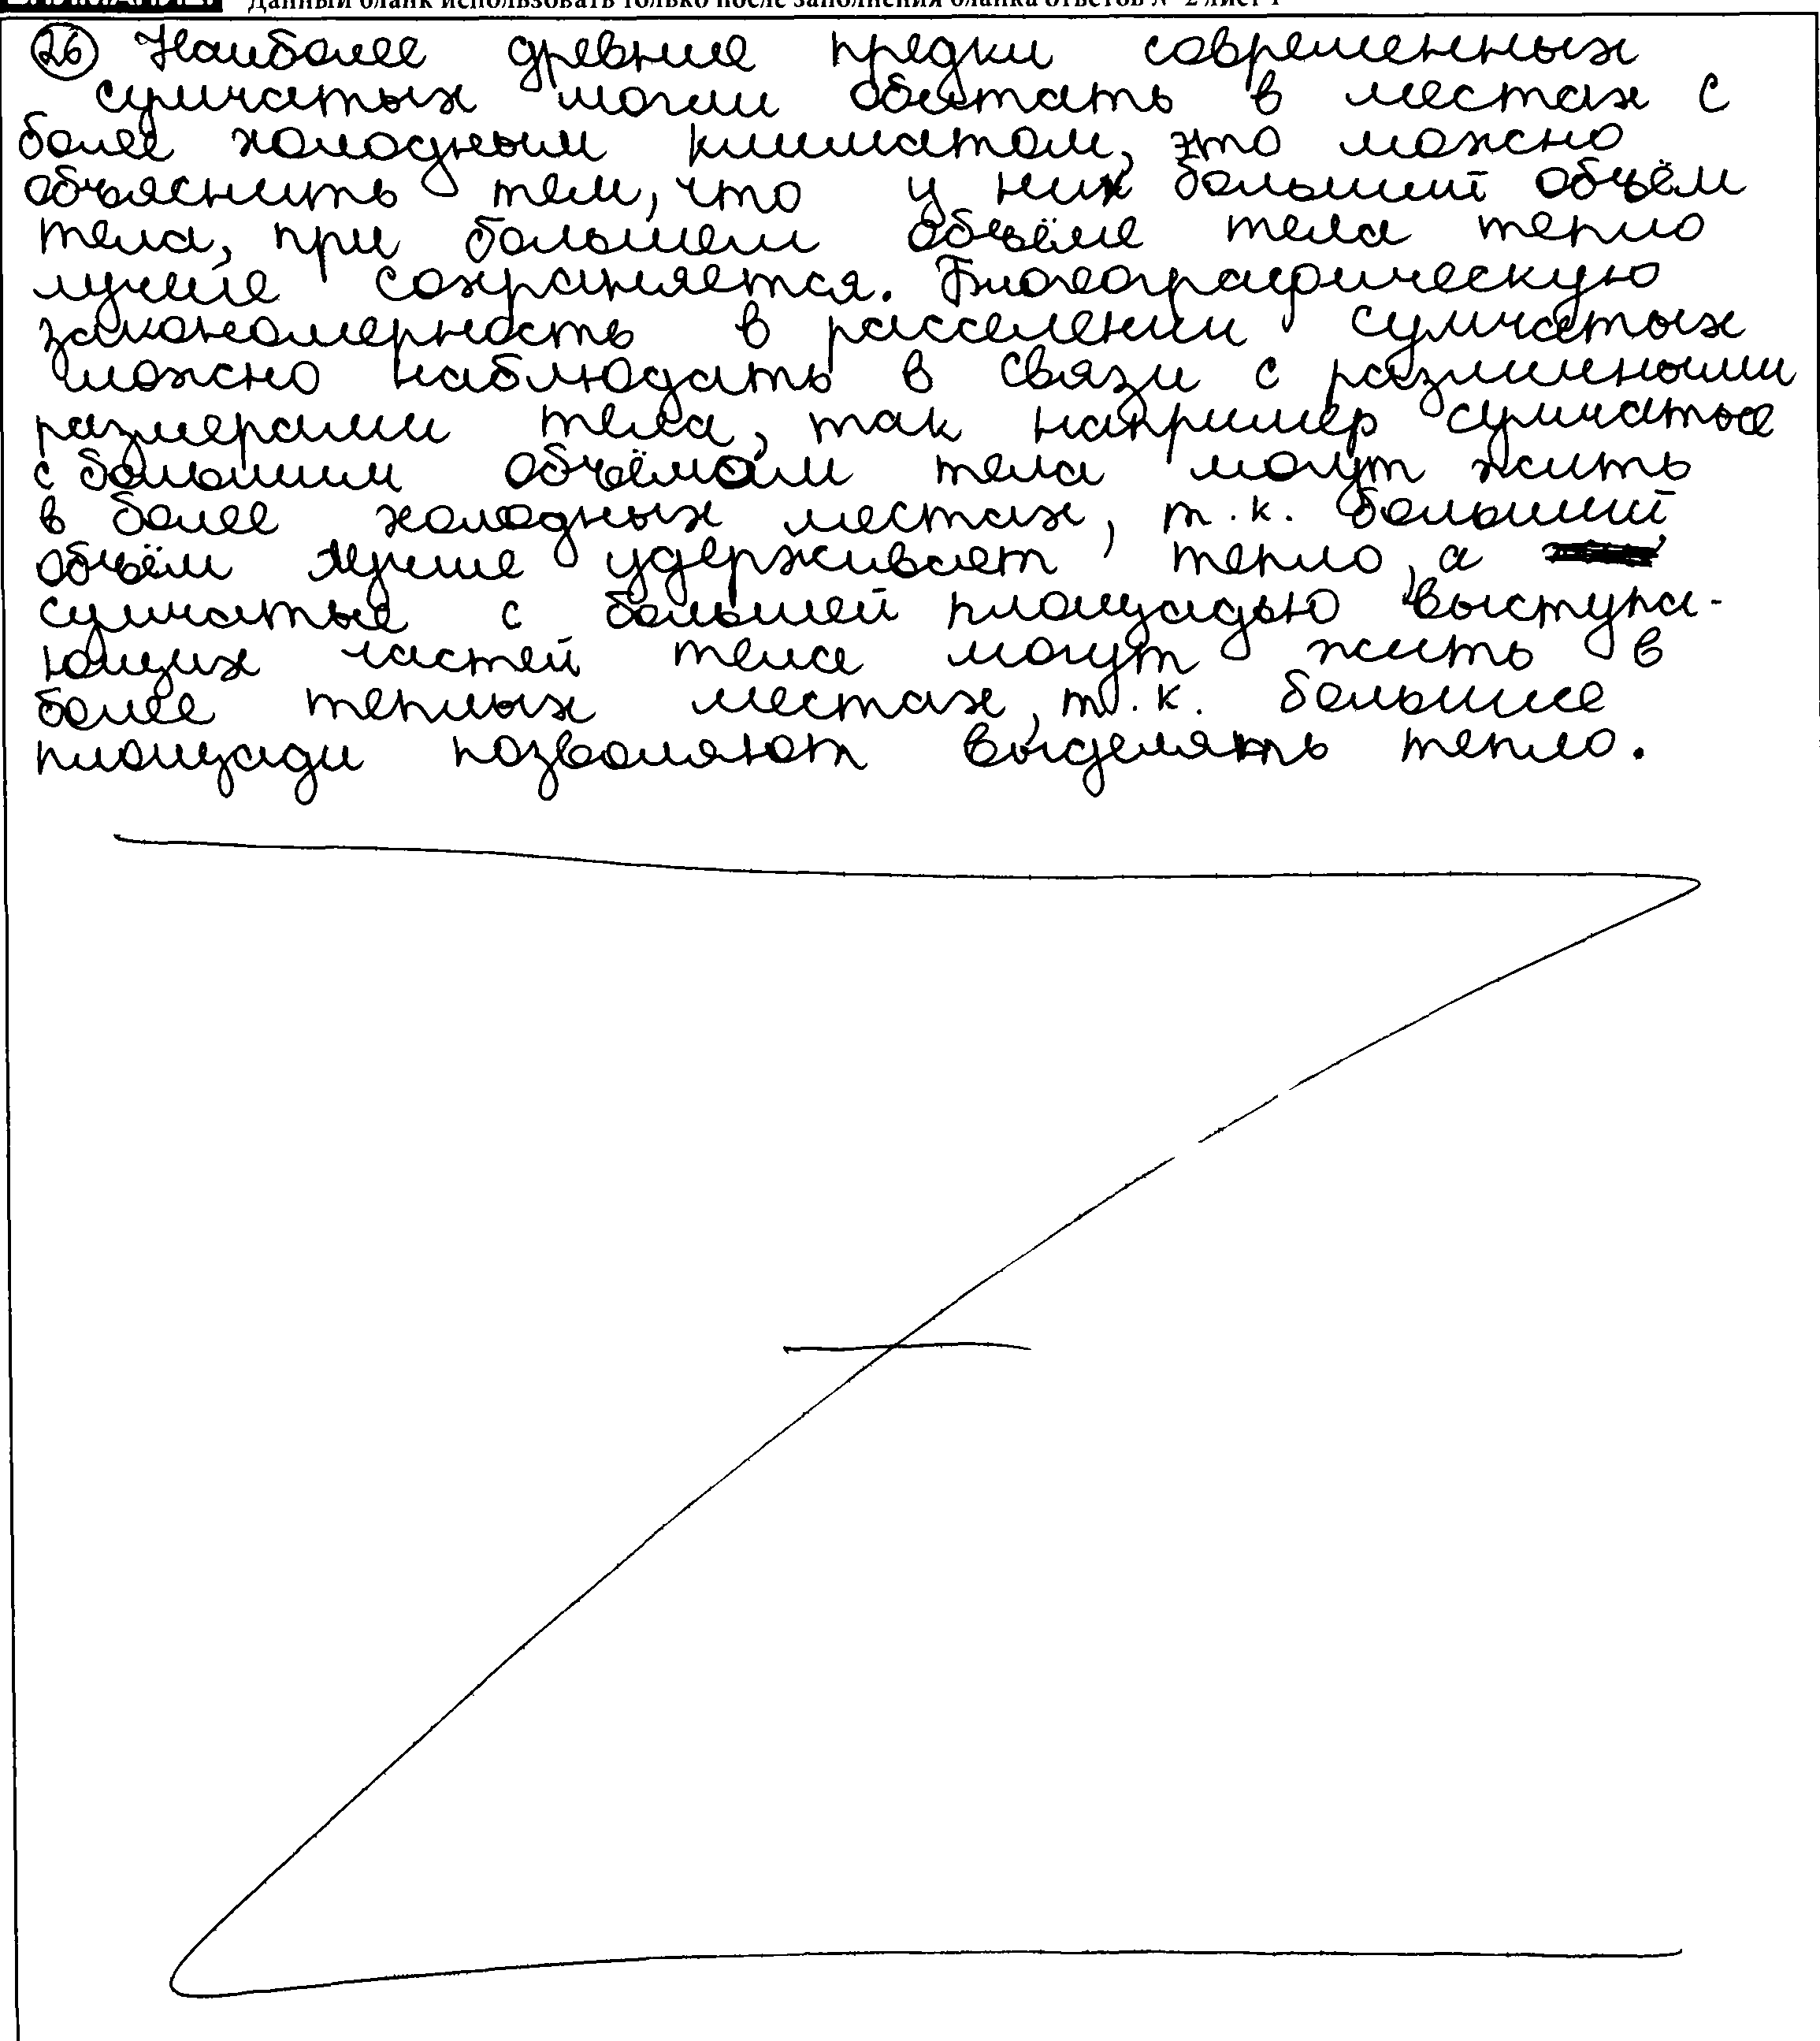 Данный бланк использовать только после заполнения бланка ответов № 2 лист 1
26 Наиболее древние предки современных
сумчатых могли обитать в местах с
более холодным климатом, это можно
объяснить тем, что у них больший объём
тела, при большем объёме тела тепло
лучше сохраняется. Биогеографическую
закономерность в расселении сумчатых
можно наблюдать в связи с различными
размерами тела, так например сумчатые
с большим объёмом тела могут жить
в более холодных местах, т.к. больший
объём лучше удерживает тепло, а
сумчатые с большей площадью выступа-
ющих частей тела могут жить в
более теплых местах, т.к. большие
площади позволяют выделять тепло.